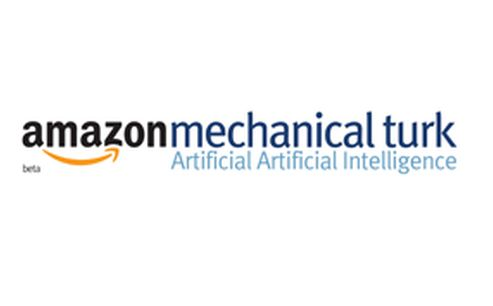 amazonmechanical turk
Artificial Artificial Intelligence
beta